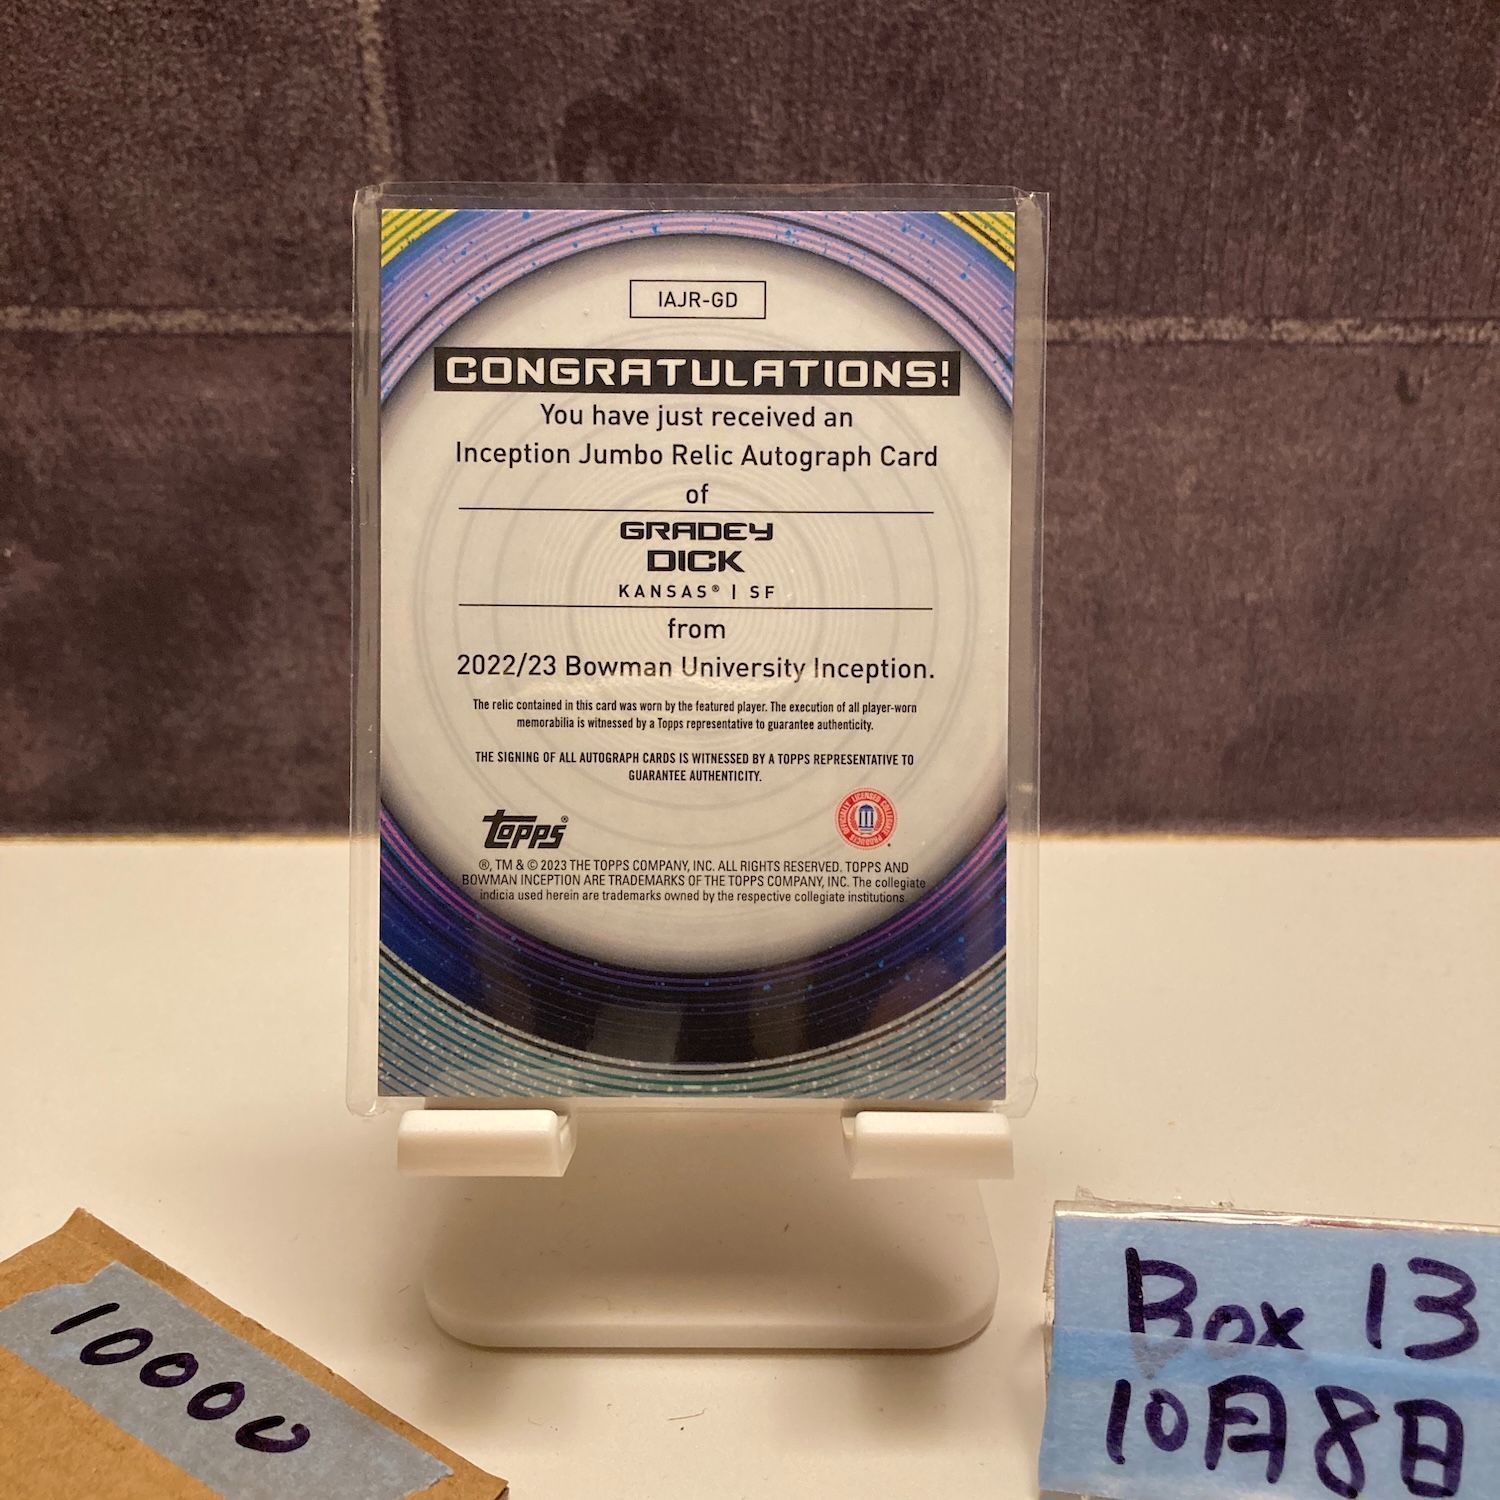 IAJR-GD
CONGRATULATIONS!
You have just received an
Inception Jumbo Relic Autograph Card
of
GRADEY
DICK
KANSAS® | SF
from
2022/23 Bowman University Inception.
The relic contained in this card was worn by the featured player. The execution of all player-worn
memorabilia is witnessed by a Topps representative to guarantee authenticity.
THE SIGNING OF ALL AUTOGRAPH CARDS IS WITNESSED BY A TOPPS REPRESENTATIVE TO
GUARANTEE AUTHENTICITY.
topps®
OFFICIALLY LICENSED COLLEGIATE PRODUCTS
®, TM & © 2023 THE TOPPS COMPANY, INC. ALL RIGHTS RESERVED. TOPPS AND
BOWMAN INCEPTION ARE TRADEMARKS OF THE TOPPS COMPANY, INC. The collegiate
indicia used herein are trademarks owned by the respective collegiate institutions.
10000
Box 13
10月8日